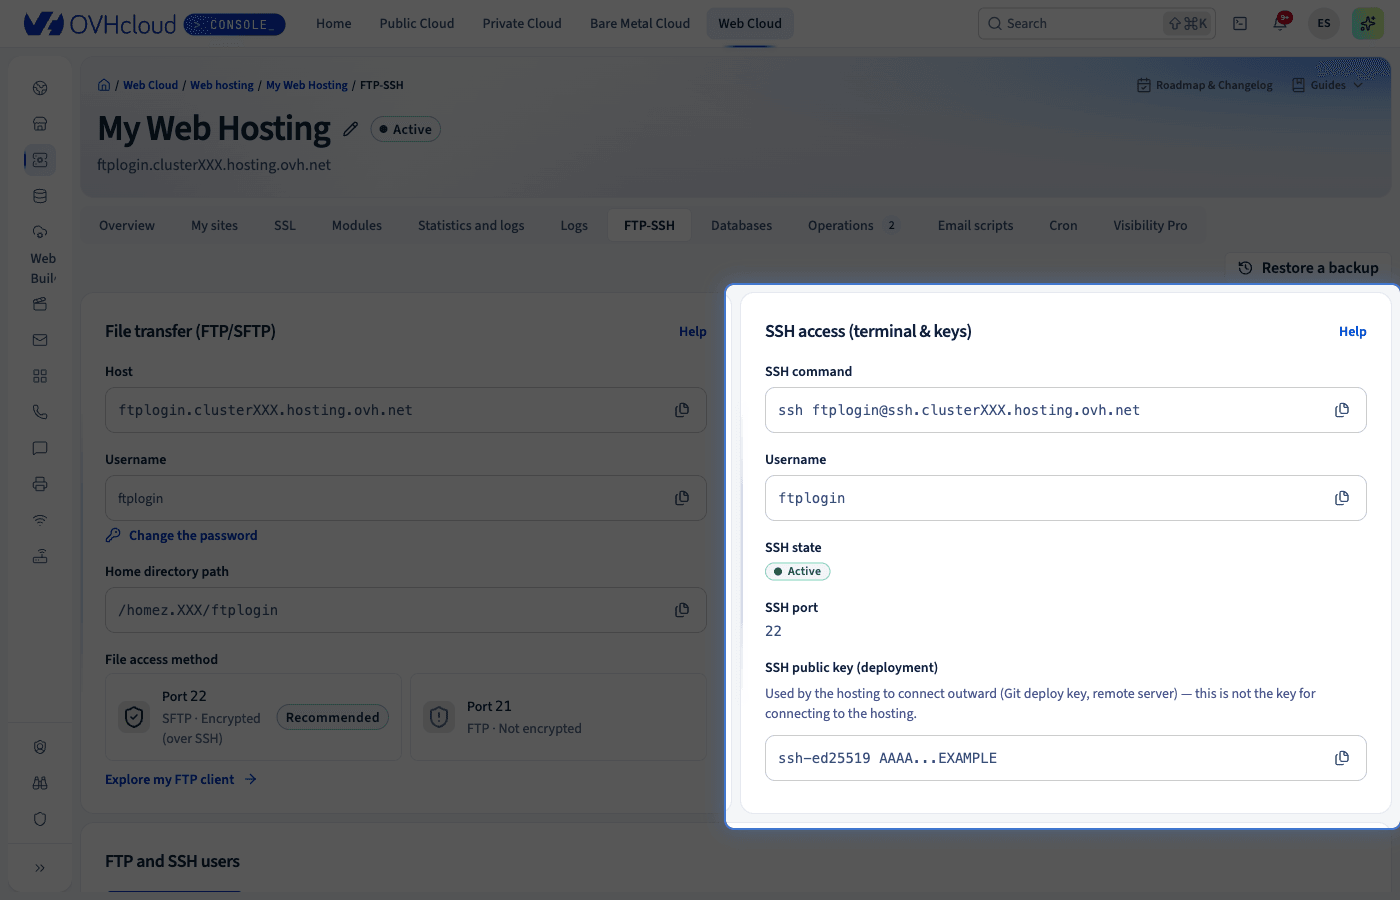 OVHcloud CONSOLE_
Home Public Cloud Private Cloud Bare Metal Cloud Web Cloud
Search ⇧⌘K 9+ ES
/ Web Cloud / Web hosting / My Web Hosting / FTP-SSH
Roadmap & Changelog Guides
My Web Hosting Active
ftplogin.clusterXXX.hosting.ovh.net
Overview My sites SSL Modules Statistics and logs Logs FTP-SSH Databases Operations 2 Email scripts Cron Visibility Pro
Web
Restore a backup
File transfer (FTP/SFTP) Help
Host
ftplogin.clusterXXX.hosting.ovh.net
Username
ftplogin
Change the password
Home directory path
/homez.XXX/ftplogin
File access method
Port 22
SFTP · Encrypted
(over SSH)
Recommended
Port 21
FTP · Not encrypted
Explore my FTP client
SSH access (terminal & keys) Help
SSH command
ssh ftplogin@ssh.clusterXXX.hosting.ovh.net
Username
ftplogin
SSH state
Active
SSH port
22
SSH public key (deployment)
Used by the hosting to connect outward (Git deploy key, remote server) — this is not the key for
connecting to the hosting.
ssh-ed25519 AAAA...EXAMPLE
FTP and SSH users